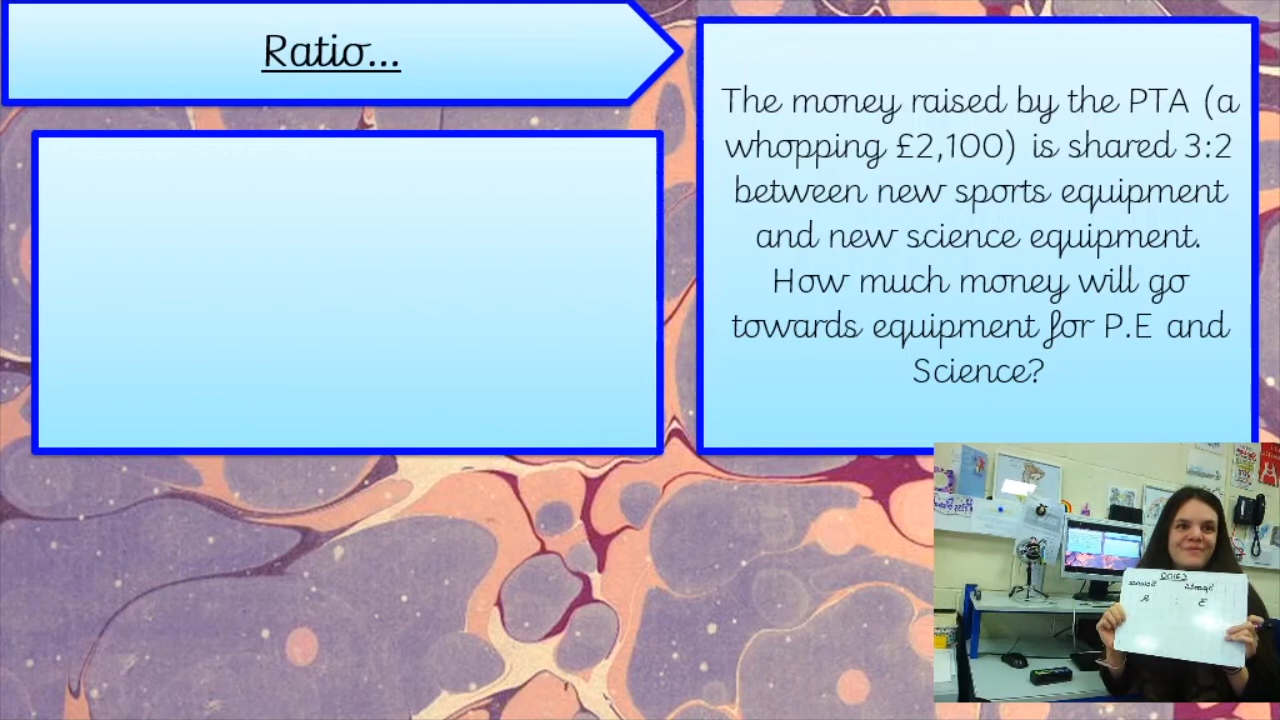 Ratio...
The money raised by the PTA (a
whopping £2,100) is shared 3:2
between new sports equipment
and new science equipment.
How much money will go
towards equipment for P.E and
Science?